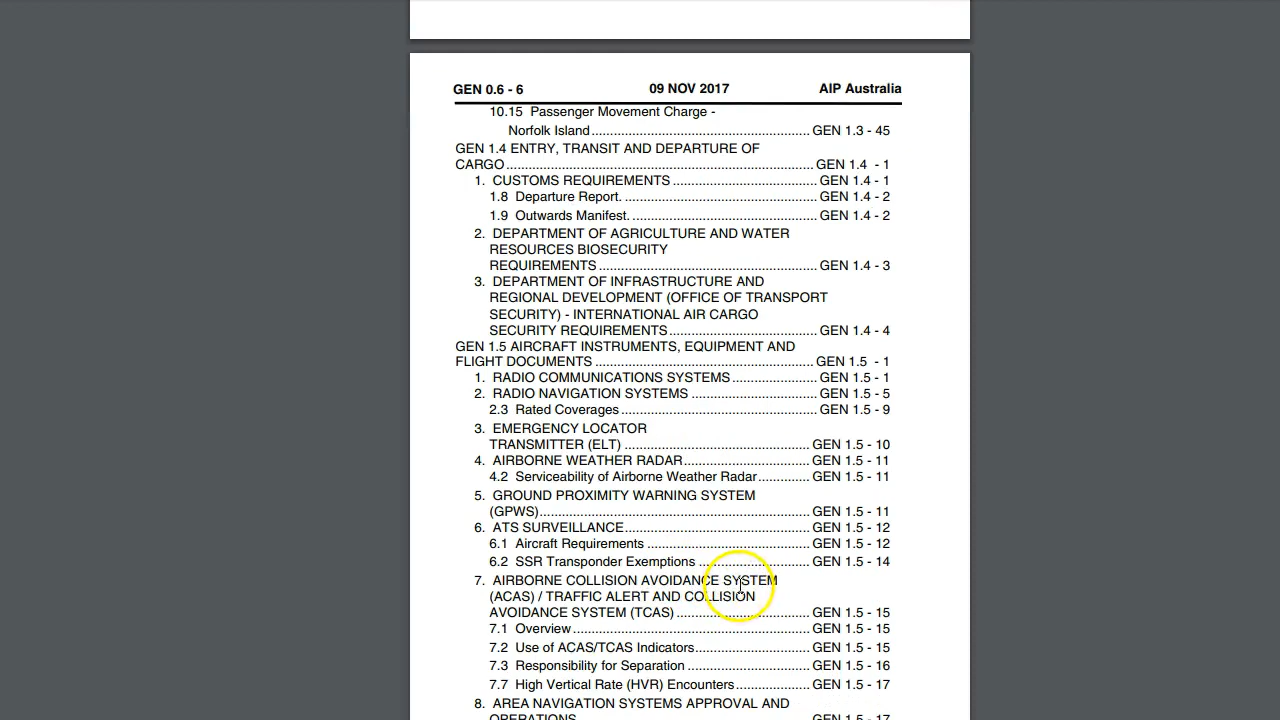 GEN 0.6 - 6 09 NOV 2017 AIP Australia
10.15 Passenger Movement Charge -
Norfolk Island ........................................................... GEN 1.3 - 45
GEN 1.4 ENTRY, TRANSIT AND DEPARTURE OF
CARGO ................................................................................... GEN 1.4 - 1
1. CUSTOMS REQUIREMENTS ....................................... GEN 1.4 - 1
1.8 Departure Report. .................................................... GEN 1.4 - 2
1.9 Outwards Manifest. .................................................. GEN 1.4 - 2
2. DEPARTMENT OF AGRICULTURE AND WATER
RESOURCES BIOSECURITY
REQUIREMENTS ........................................................... GEN 1.4 - 3
3. DEPARTMENT OF INFRASTRUCTURE AND
REGIONAL DEVELOPMENT (OFFICE OF TRANSPORT
SECURITY) - INTERNATIONAL AIR CARGO
SECURITY REQUIREMENTS ........................................ GEN 1.4 - 4
GEN 1.5 AIRCRAFT INSTRUMENTS, EQUIPMENT AND
FLIGHT DOCUMENTS ............................................................ GEN 1.5 - 1
1. RADIO COMMUNICATIONS SYSTEMS ....................... GEN 1.5 - 1
2. RADIO NAVIGATION SYSTEMS .................................. GEN 1.5 - 5
2.3 Rated Coverages ..................................................... GEN 1.5 - 9
3. EMERGENCY LOCATOR
TRANSMITTER (ELT) .................................................. GEN 1.5 - 10
4. AIRBORNE WEATHER RADAR .................................. GEN 1.5 - 11
4.2 Serviceability of Airborne Weather Radar .............. GEN 1.5 - 11
5. GROUND PROXIMITY WARNING SYSTEM
(GPWS) ......................................................................... GEN 1.5 - 11
6. ATS SURVEILLANCE .................................................. GEN 1.5 - 12
6.1 Aircraft Requirements ............................................ GEN 1.5 - 12
6.2 SSR Transponder Exemptions .............................. GEN 1.5 - 14
7. AIRBORNE COLLISION AVOIDANCE SYSTEM
(ACAS) / TRAFFIC ALERT AND COLLISION
AVOIDANCE SYSTEM (TCAS) .................................... GEN 1.5 - 15
7.1 Overview ................................................................ GEN 1.5 - 15
7.2 Use of ACAS/TCAS Indicators ............................... GEN 1.5 - 15
7.3 Responsibility for Separation ................................. GEN 1.5 - 16
7.7 High Vertical Rate (HVR) Encounters .................... GEN 1.5 - 17
8. AREA NAVIGATION SYSTEMS APPROVAL AND
OPERATIONS ............................................................... GEN 1.5 - 17